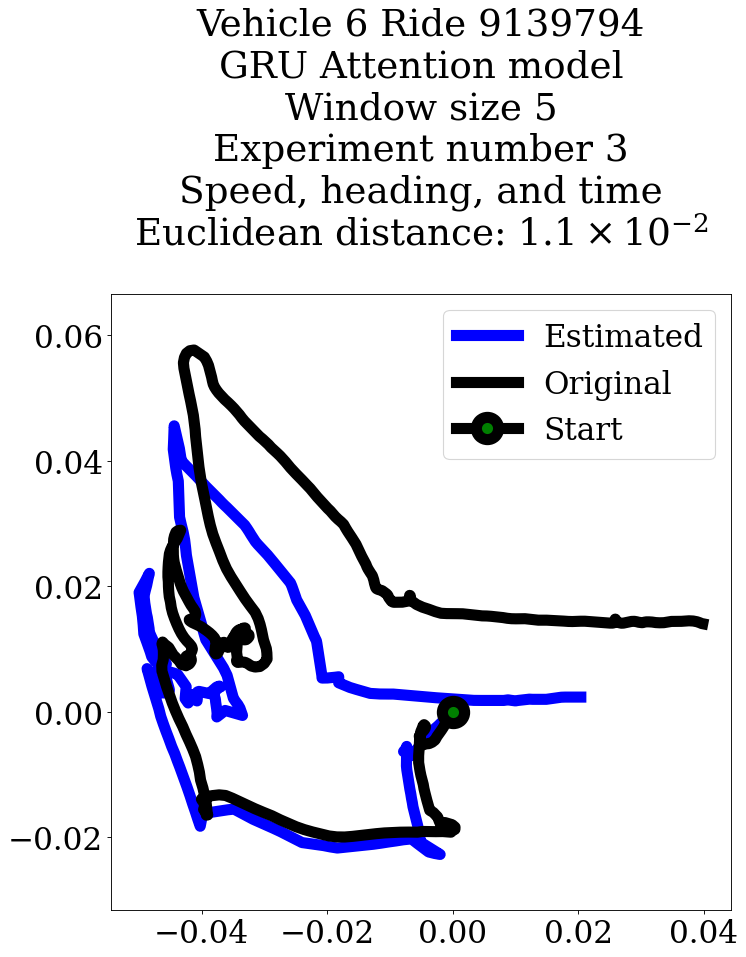 Vehicle 6 Ride 9139794
GRU Attention model
Window size 5
Experiment number 3
Speed, heading, and time
Euclidean distance: 1.1 × 10⁻²
Estimated
Original
Start
0.06
0.04
0.02
0.00
−0.02
−0.04
−0.02
0.00
0.02
0.04